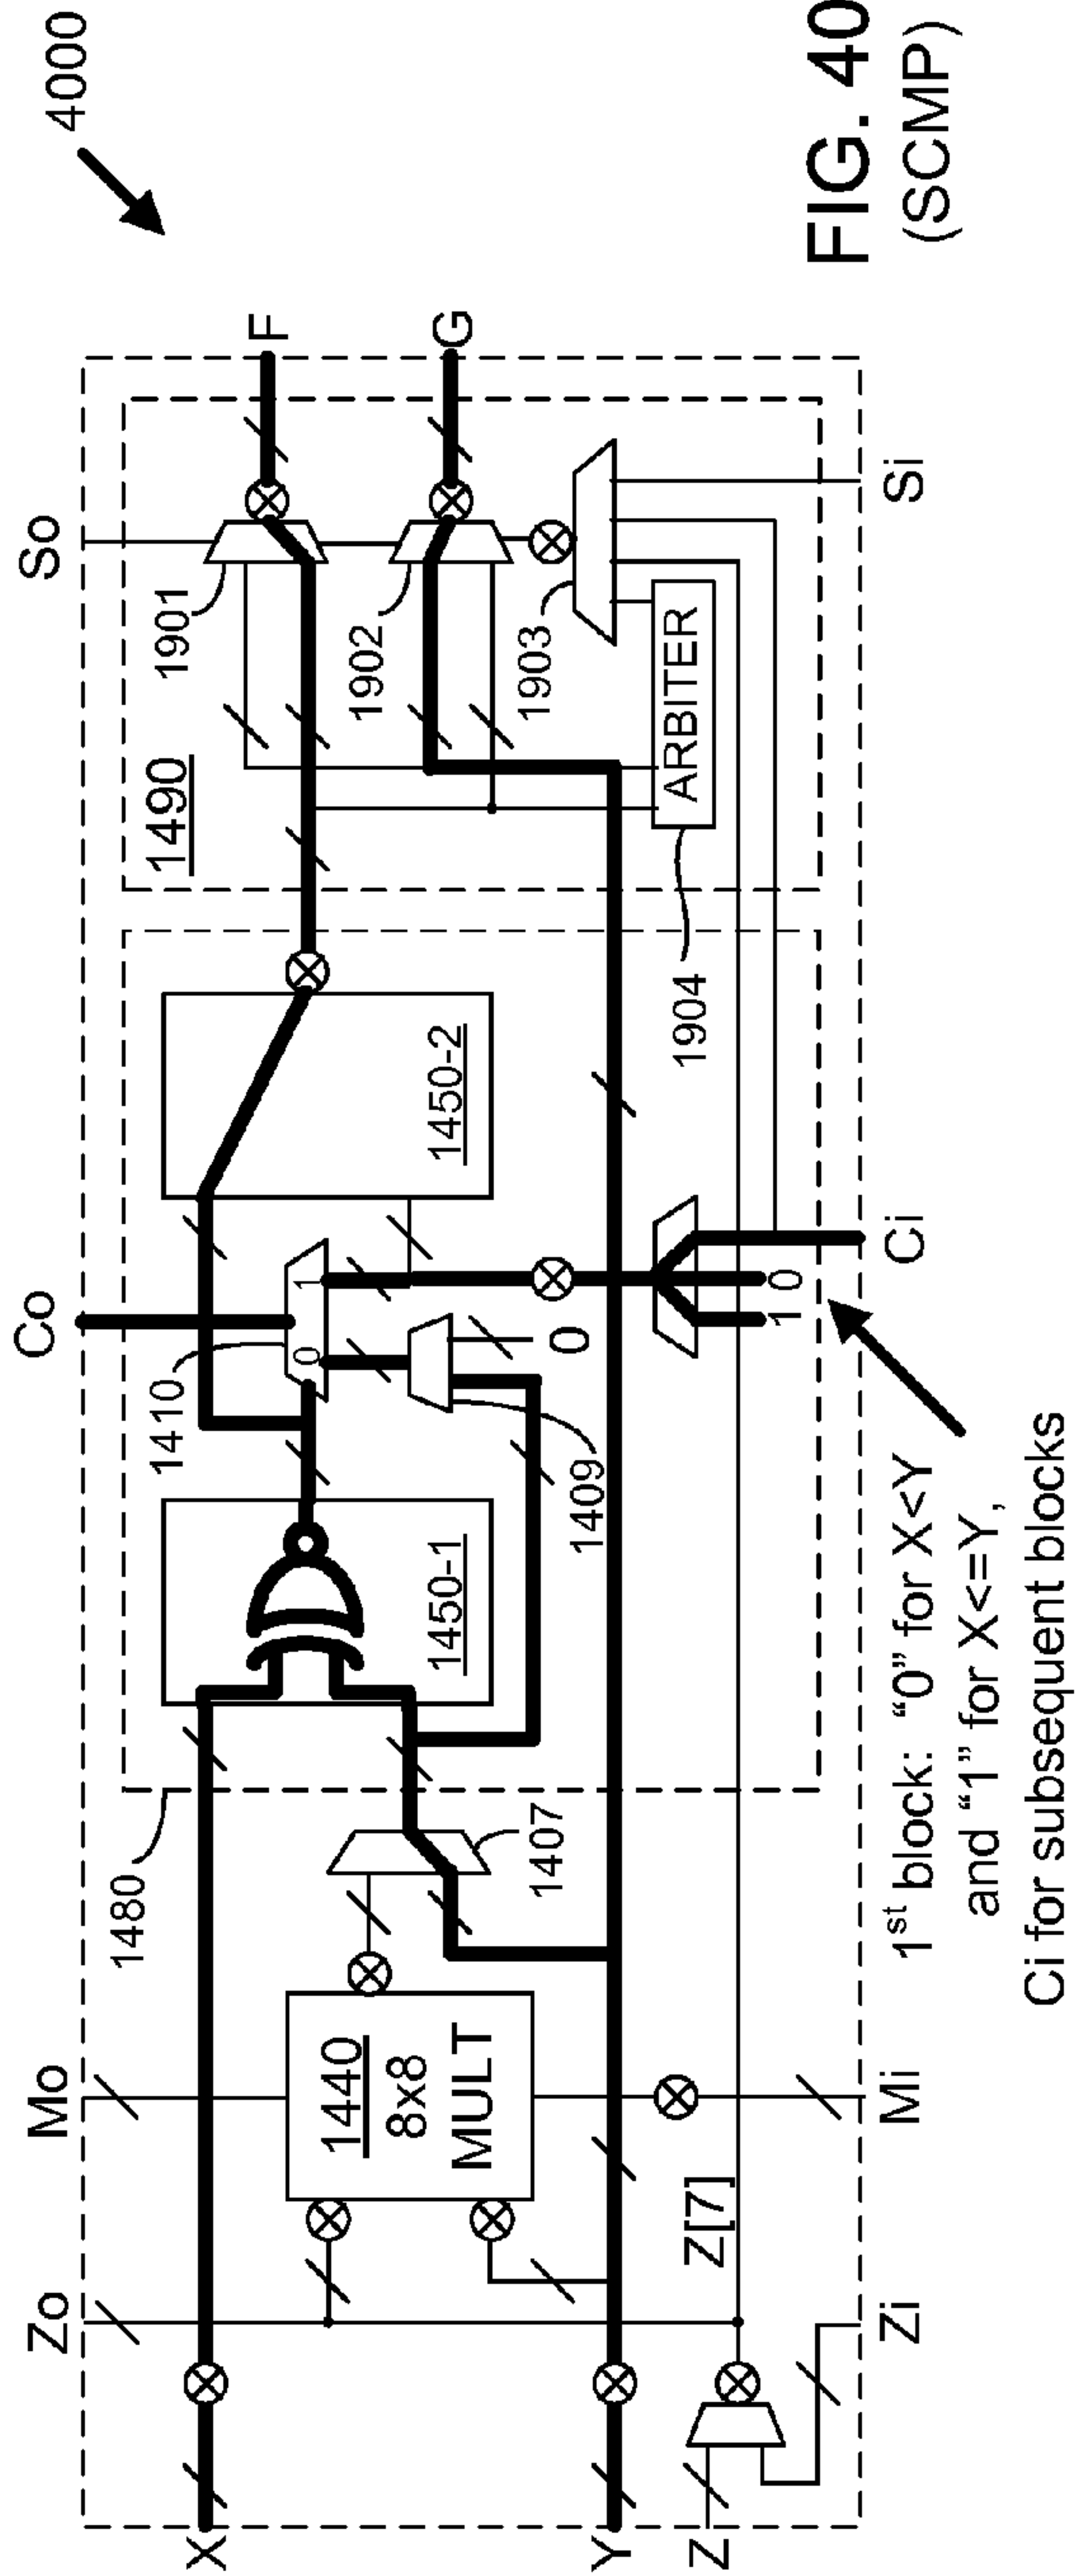 4000
So
Co
Mo
Zo
F
G
1901
1902
1903
1490
ARBITER
1904
1450-2
1410
0
1
0
1409
1450-1
1480
1407
1440
8x8
MULT
X
Y
Z
Z[7]
1
0
Si
Ci
Mi
Zi
1st block: “0” for X<Y
and “1” for X<=Y,
Ci for subsequent blocks
FIG. 40
(SCMP)